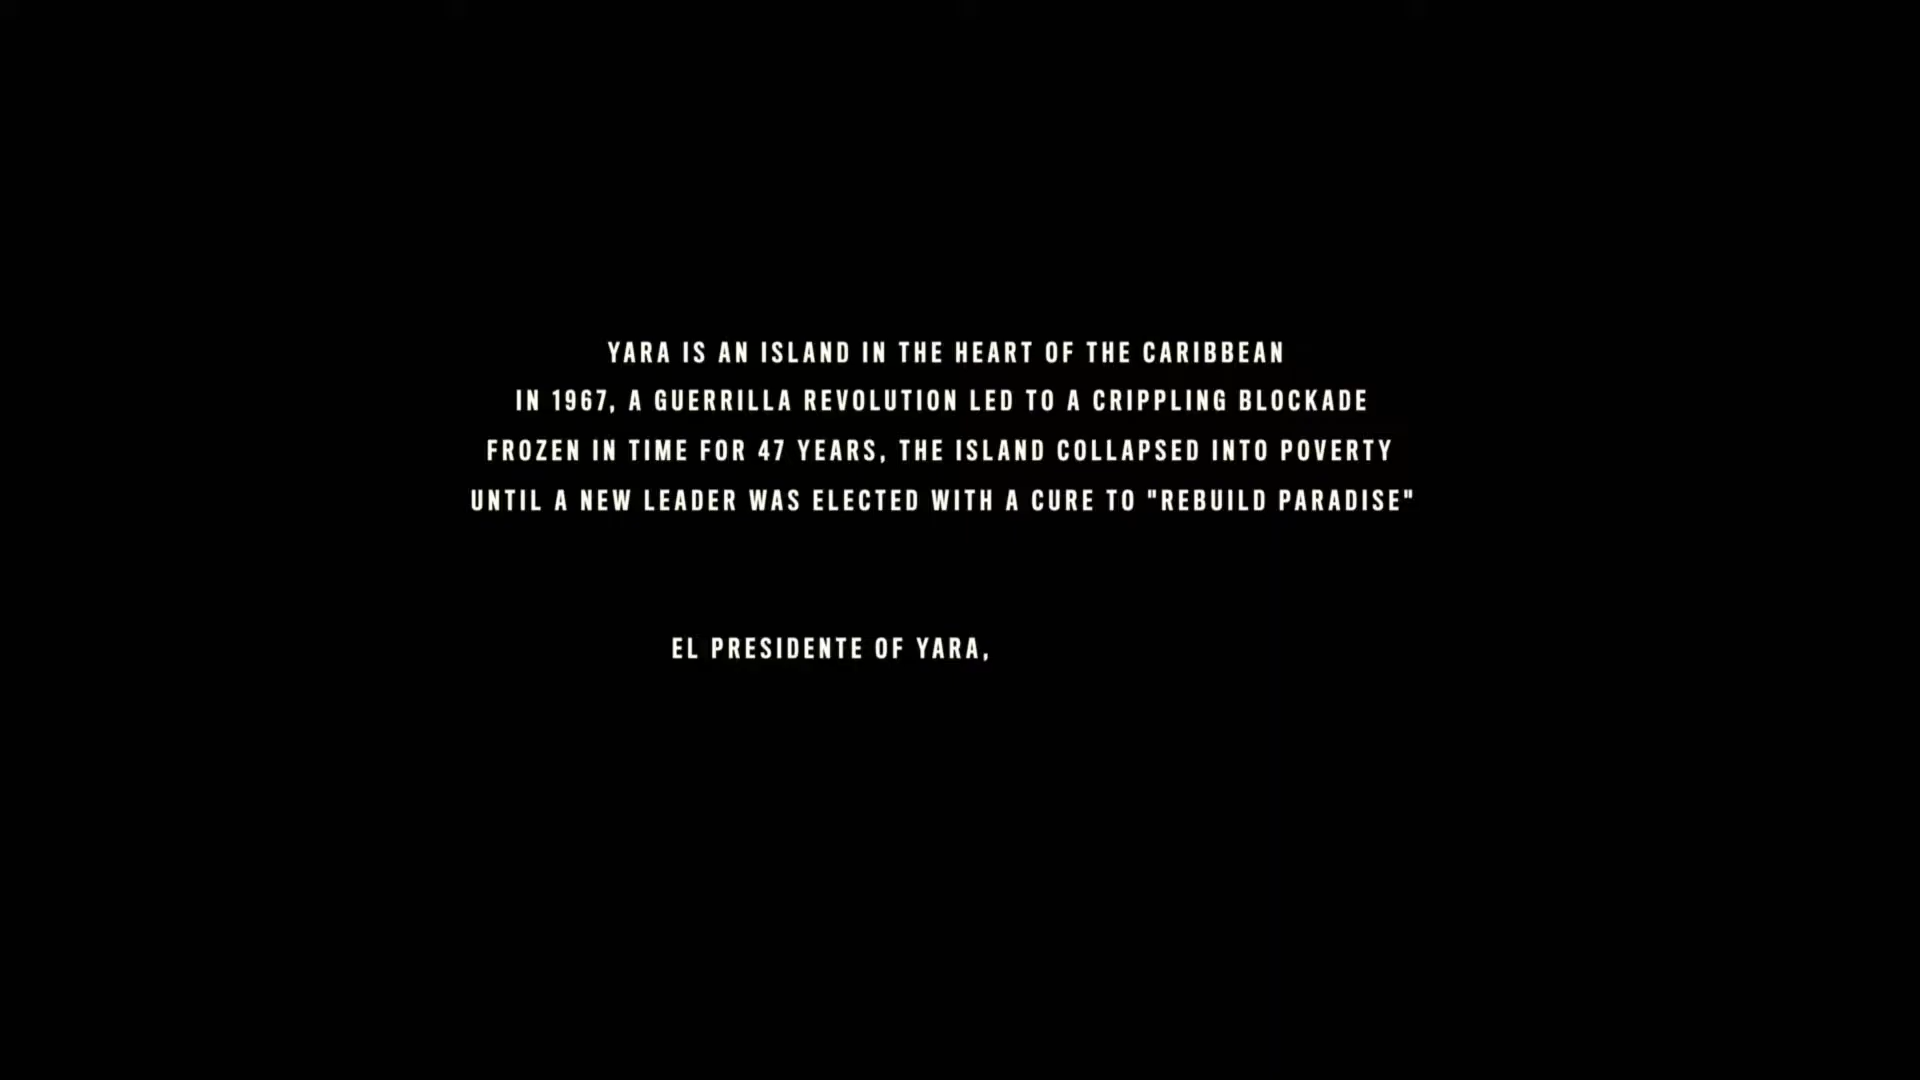 YARA IS AN ISLAND IN THE HEART OF THE CARIBBEAN
IN 1967, A GUERRILLA REVOLUTION LED TO A CRIPPLING BLOCKADE
FROZEN IN TIME FOR 47 YEARS, THE ISLAND COLLAPSED INTO POVERTY
UNTIL A NEW LEADER WAS ELECTED WITH A CURE TO "REBUILD PARADISE"
EL PRESIDENTE OF YARA,